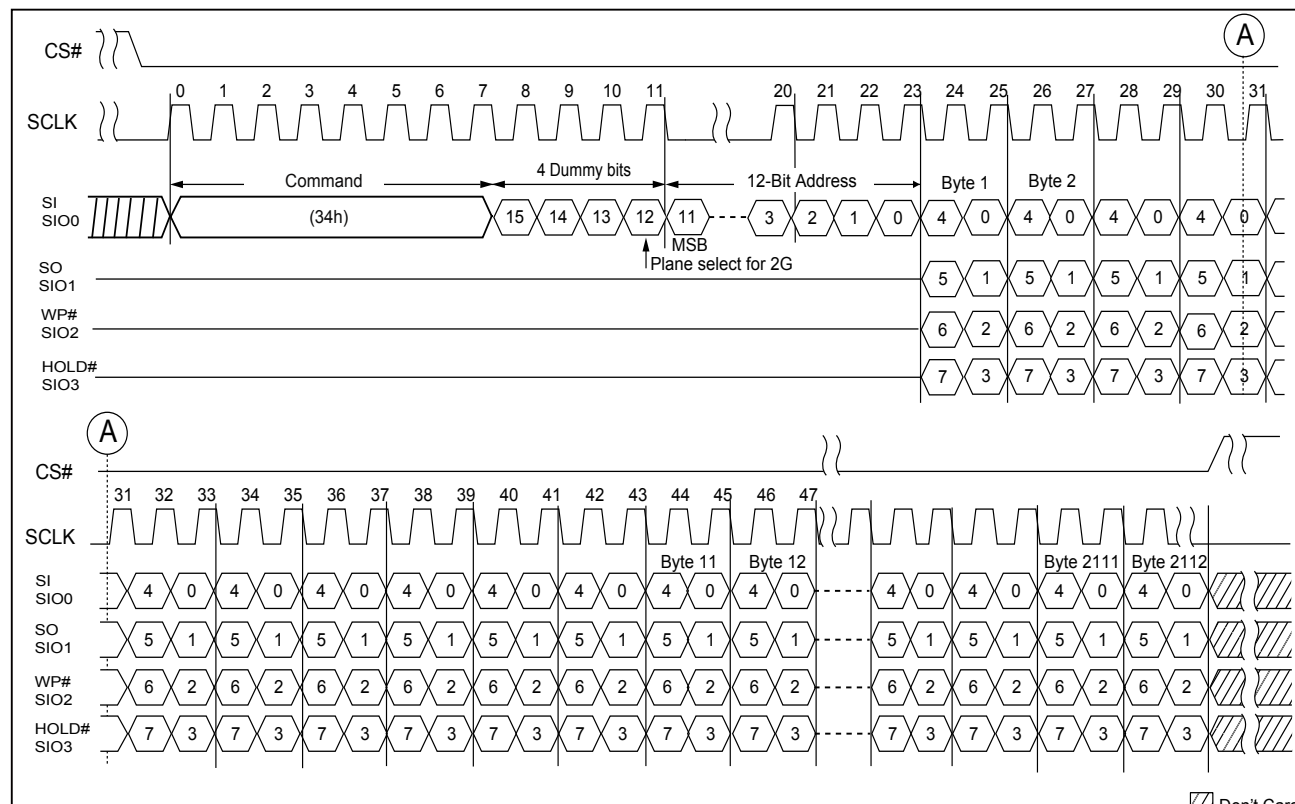 A
CS#
0 1 2 3 4 5 6 7 8 9 10 11 20 21 22 23 24 25 26 27 28 29 30 31
SCLK
Command 4 Dummy bits 12-Bit Address Byte 1 Byte 2
SI
SIO0
(34h) 15 14 13 12 11 3 2 1 0 4 0 4 0 4 0 4 0
MSB
Plane select for 2G
SO
SIO1
5 1 5 1 5 1 5 1
WP#
SIO2
6 2 6 2 6 2 6 2
HOLD#
SIO3
7 3 7 3 7 3 7 3
A
CS#
31 32 33 34 35 36 37 38 39 40 41 42 43 44 45 46 47
SCLK
Byte 11 Byte 12 Byte 2111 Byte 2112
SI
SIO0
4 0 4 0 4 0 4 0 4 0 4 0 4 0 4 0 4 0 4 0 4 0 4 0
SO
SIO1
5 1 5 1 5 1 5 1 5 1 5 1 5 1 5 1 5 1 5 1 5 1 5 1
WP#
SIO2
6 2 6 2 6 2 6 2 6 2 6 2 6 2 6 2 6 2 6 2 6 2 6 2
HOLD#
SIO3
7 3 7 3 7 3 7 3 7 3 7 3 7 3 7 3 7 3 7 3 7 3 7 3
Don't Care